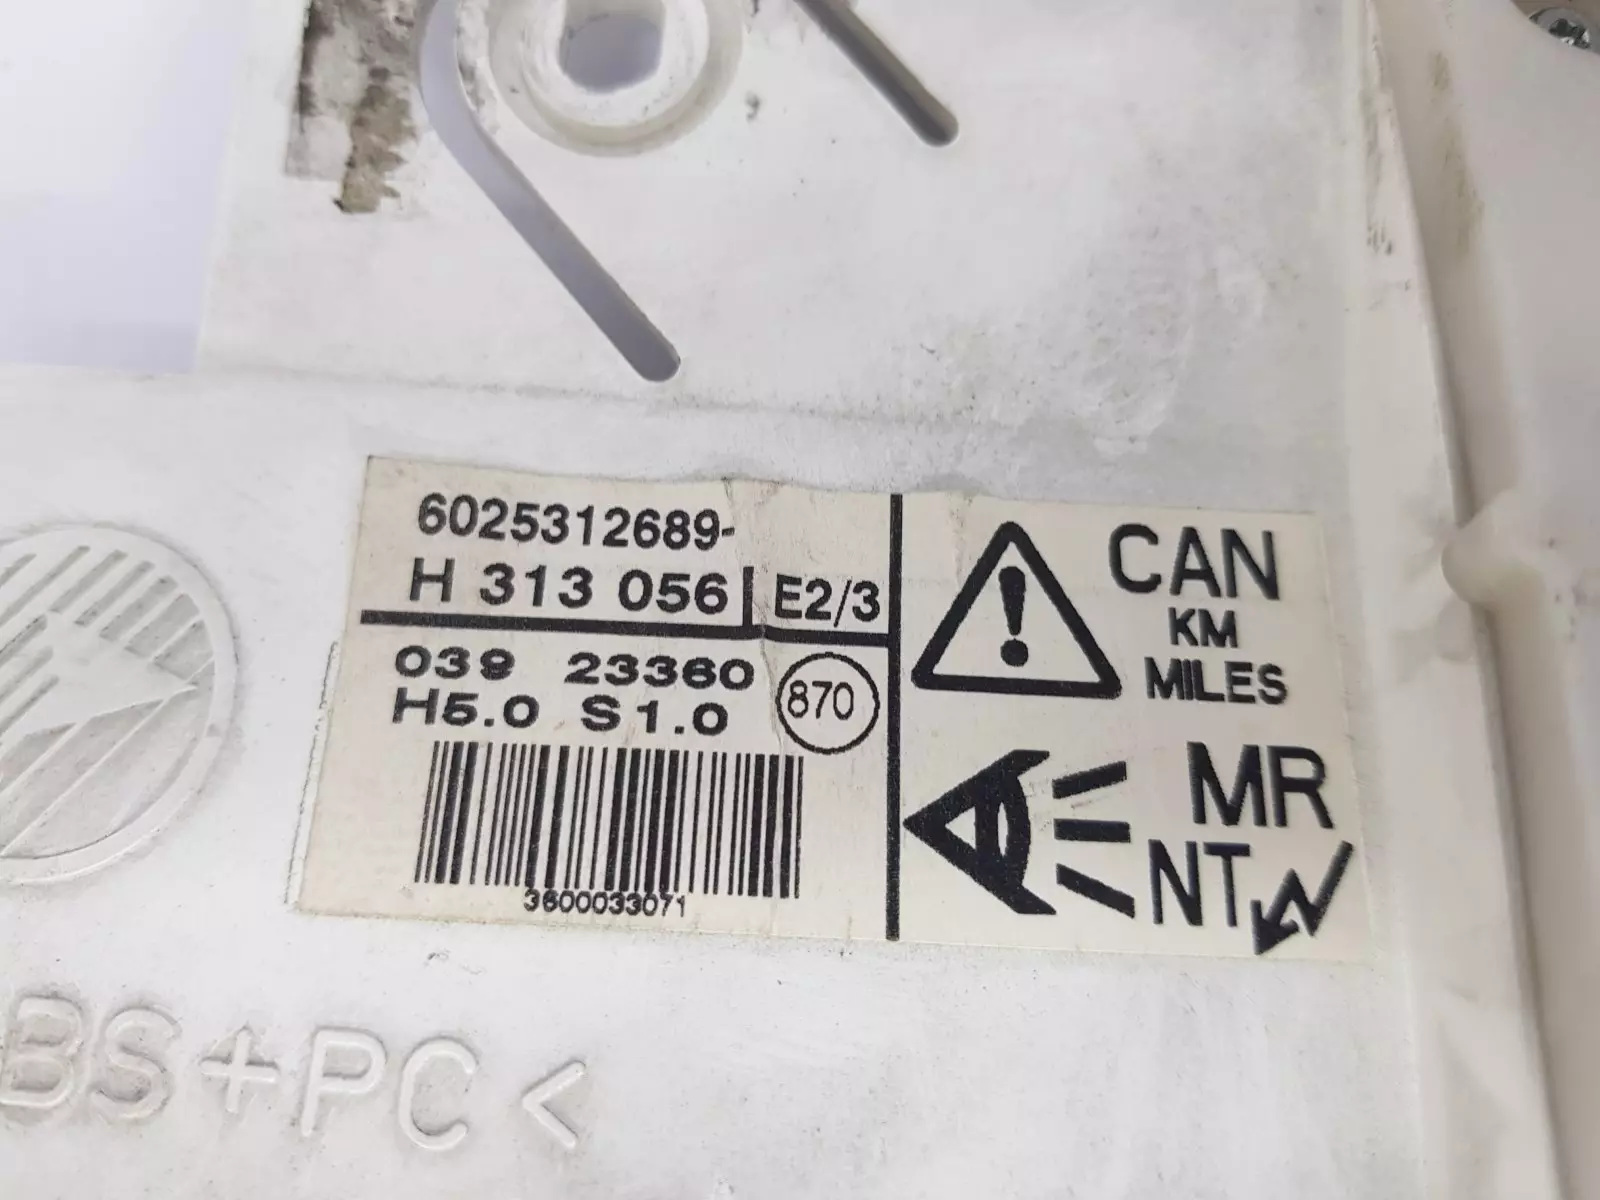 6025312689-
H 313 056 E2/3
039 23360
H5.0 S1.0
870
3600033071
CAN
KM
MILES
MR
NT
BS+PC<